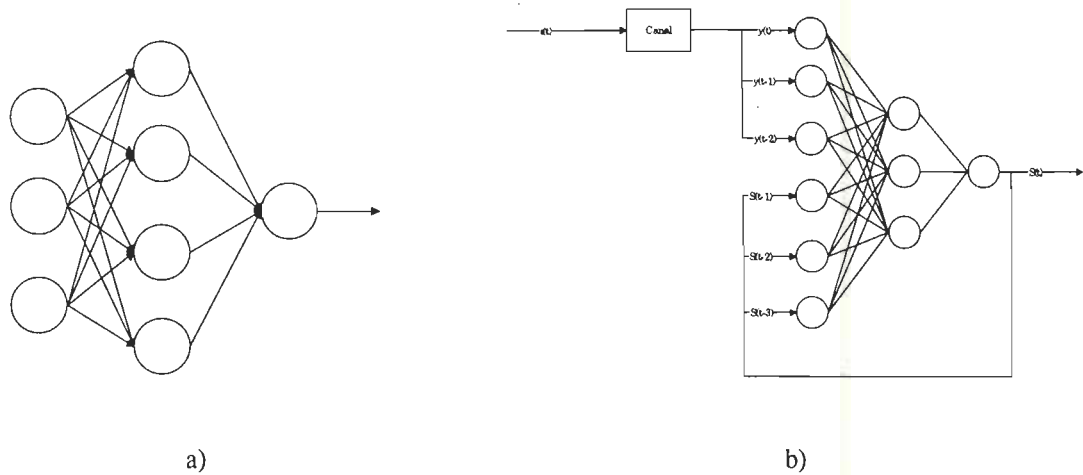 s(t)
Canal
y(t)
y(t-1)
y(t-2)
S(t-1)
S(t-2)
S(t-3)
S(t)
a)
b)